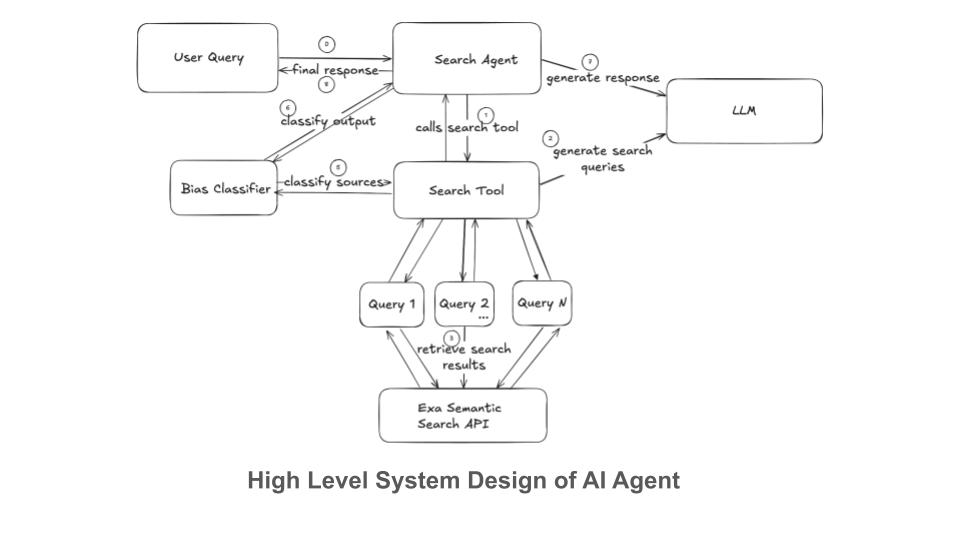 0
User Query
final response
8
Search Agent
7
generate response
LLM
6
classify output
1
calls search tool
2
generate search
queries
5
Bias Classifier
classify sources
Search Tool
Query 1
Query 2
...
Query N
3
retrieve search
results
Exa Semantic
Search API
High Level System Design of AI Agent